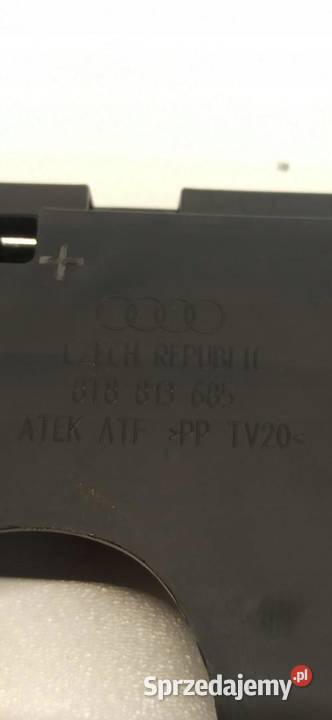 CZECH REPUBLIC
8T8 813 685
ATEK ATF >PP TV20<
Sprzedajemy.pl